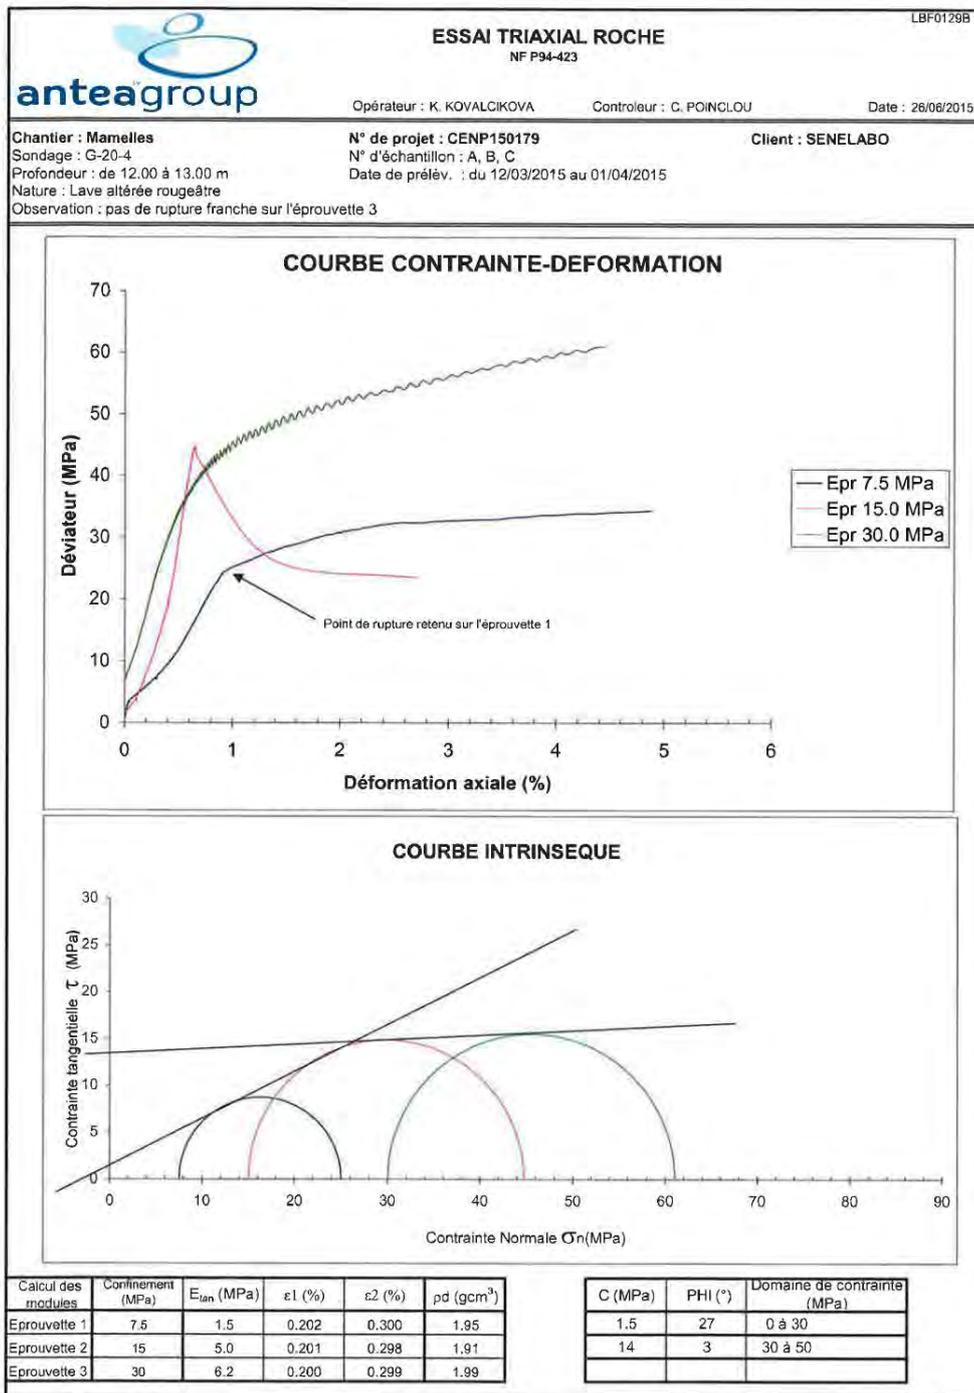 LBF0129B
anteagroup
ESSAI TRIAXIAL ROCHE
NF P94-423
Opérateur : K. KOVALCIKOVA Controleur : C. POINCLOU Date : 26/06/2015
Chantier : Mamelles N° de projet : CENP150179 Client : SENELABO
Sondage : G-20-4 N° d'échantillon : A, B, C
Profondeur : de 12.00 à 13.00 m Date de prélév. : du 12/03/2015 au 01/04/2015
Nature : Lave altérée rougeâtre
Observation : pas de rupture franche sur l'éprouvette 3
COURBE CONTRAINTE-DEFORMATION
70
60
50
40
30
20
10
0
Déviateur (MPa)
Epr 7.5 MPa
Epr 15.0 MPa
Epr 30.0 MPa
Point de rupture retenu sur l'éprouvette 1
0 1 2 3 4 5 6
Déformation axiale (%)
COURBE INTRINSEQUE
30
25
20
15
10
5
0
Contrainte tangentielle τ (MPa)
0 10 20 30 40 50 60 70 80 90
Contrainte Normale σn(MPa)
Calcul des modules Confinement (MPa) Etan (MPa) ε1 (%) ε2 (%) ρd (gcm³)
Eprouvette 1 7.5 1.5 0.202 0.300 1.95
Eprouvette 2 15 5.0 0.201 0.298 1.91
Eprouvette 3 30 6.2 0.200 0.299 1.99
C (MPa) PHI (°) Domaine de contrainte (MPa)
1.5 27 0 à 30
14 3 30 à 50